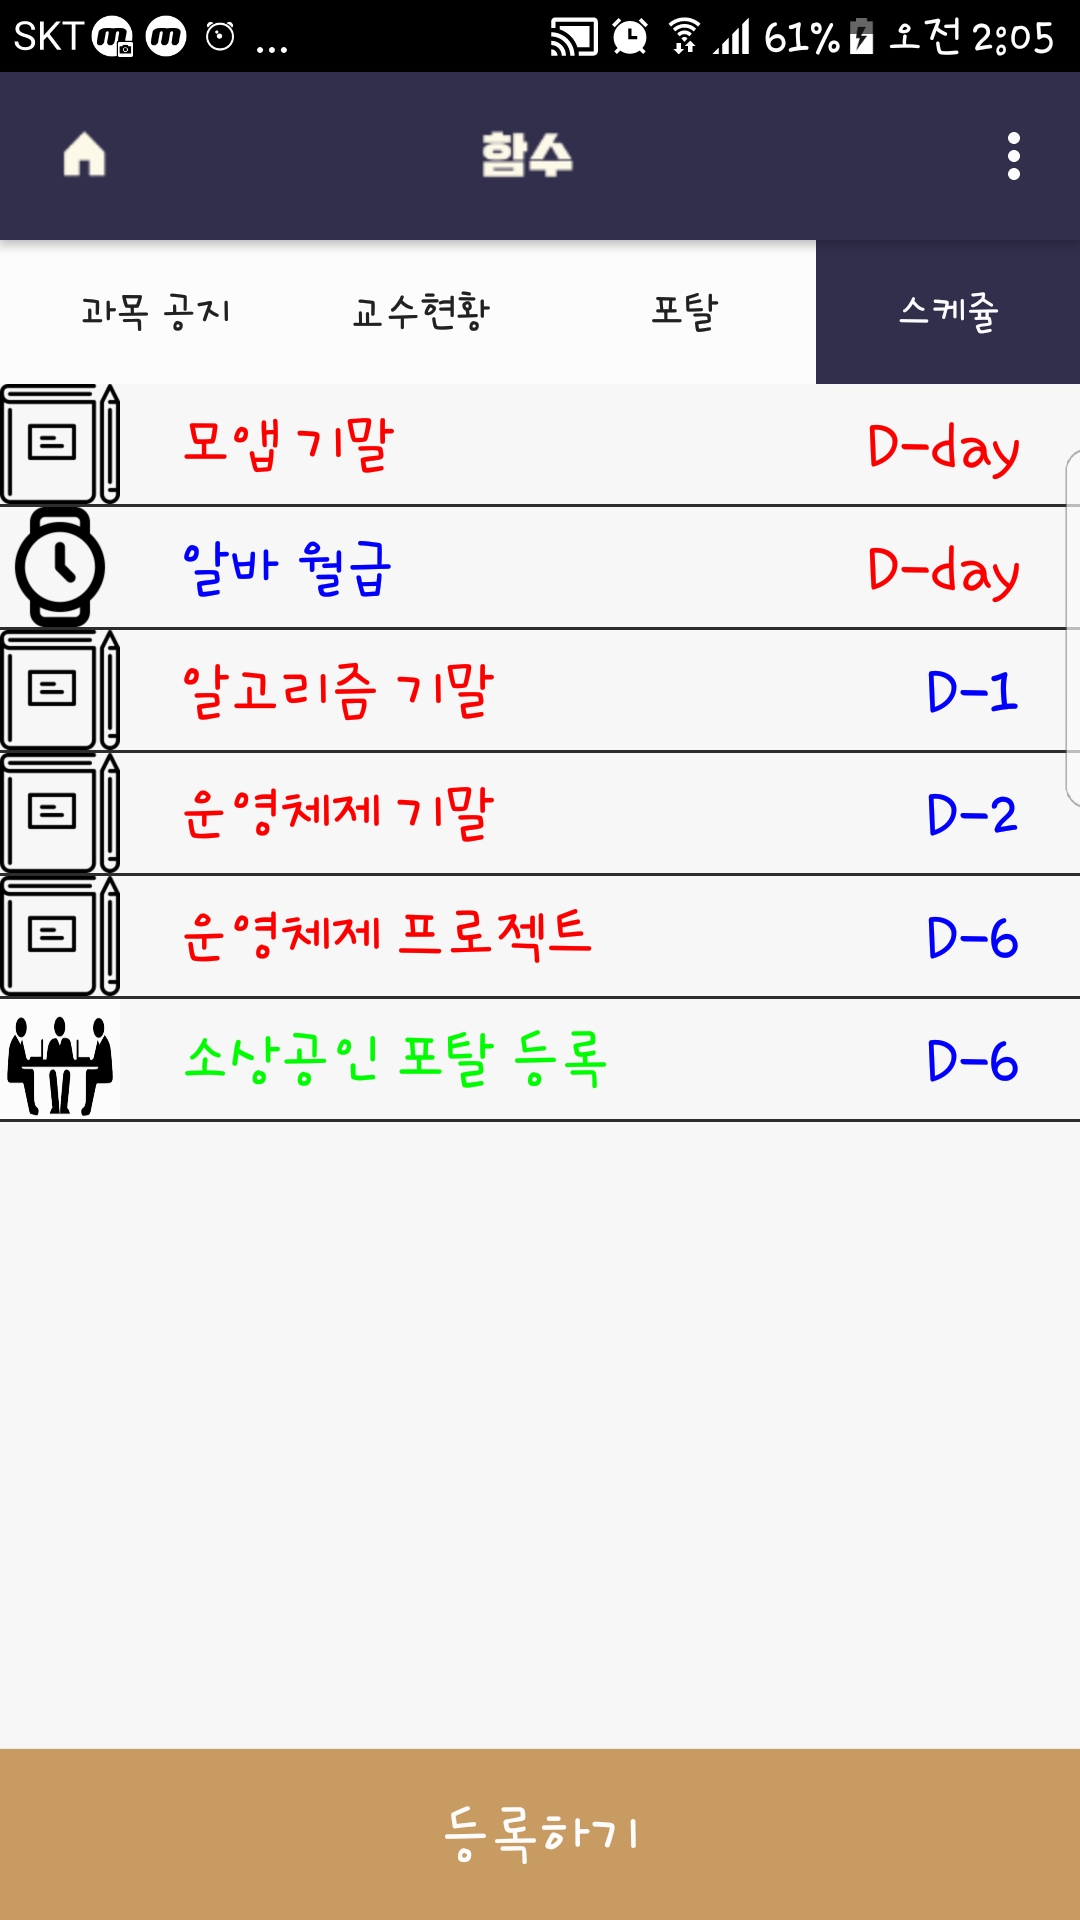 SKT 61% 오전 2:05
함수
과목 공지 교수현황 포탈 스케쥴
모앱 기말 D-day
알바 월급 D-day
알고리즘 기말 D-1
운영체제 기말 D-2
운영체제 프로젝트 D-6
소상공인 포탈 등록 D-6
등록하기